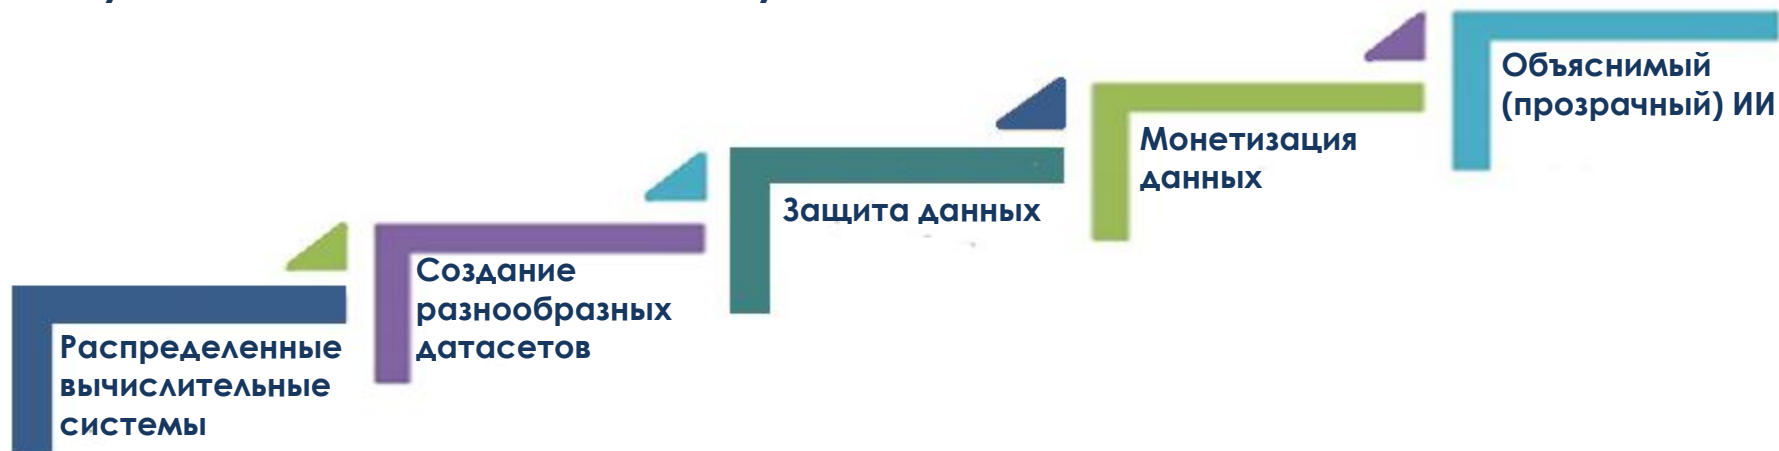 Распределенные
вычислительные
системы
Создание
разнообразных
датасетов
Защита данных
Монетизация
данных
Объяснимый
(прозрачный) ИИ